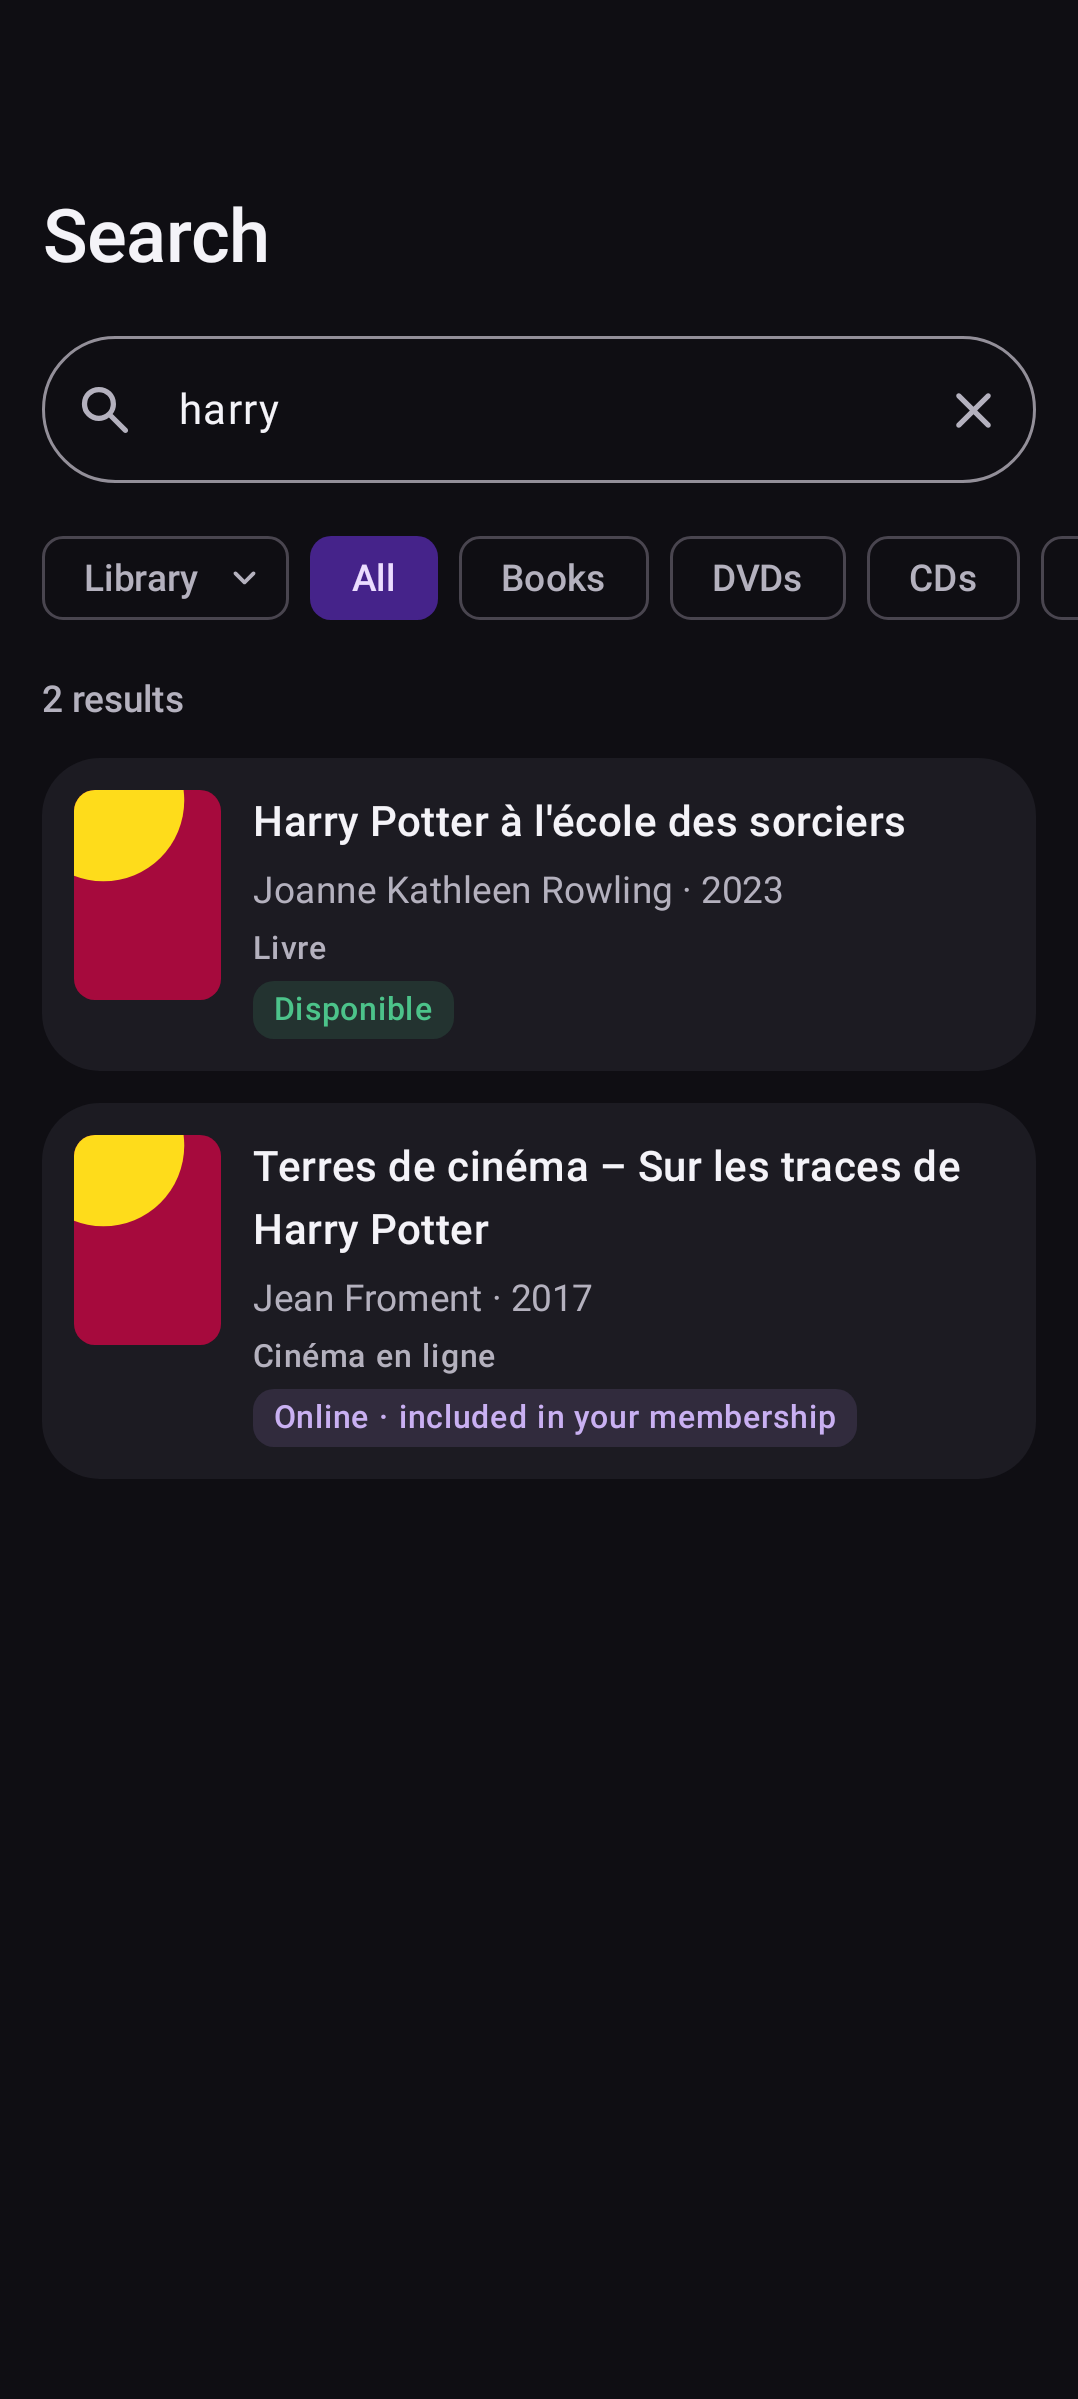 Search
harry
Library
All
Books
DVDs
CDs
2 results
Harry Potter à l'école des sorciers
Joanne Kathleen Rowling · 2023
Livre
Disponible
Terres de cinéma – Sur les traces de
Harry Potter
Jean Froment · 2017
Cinéma en ligne
Online · included in your membership